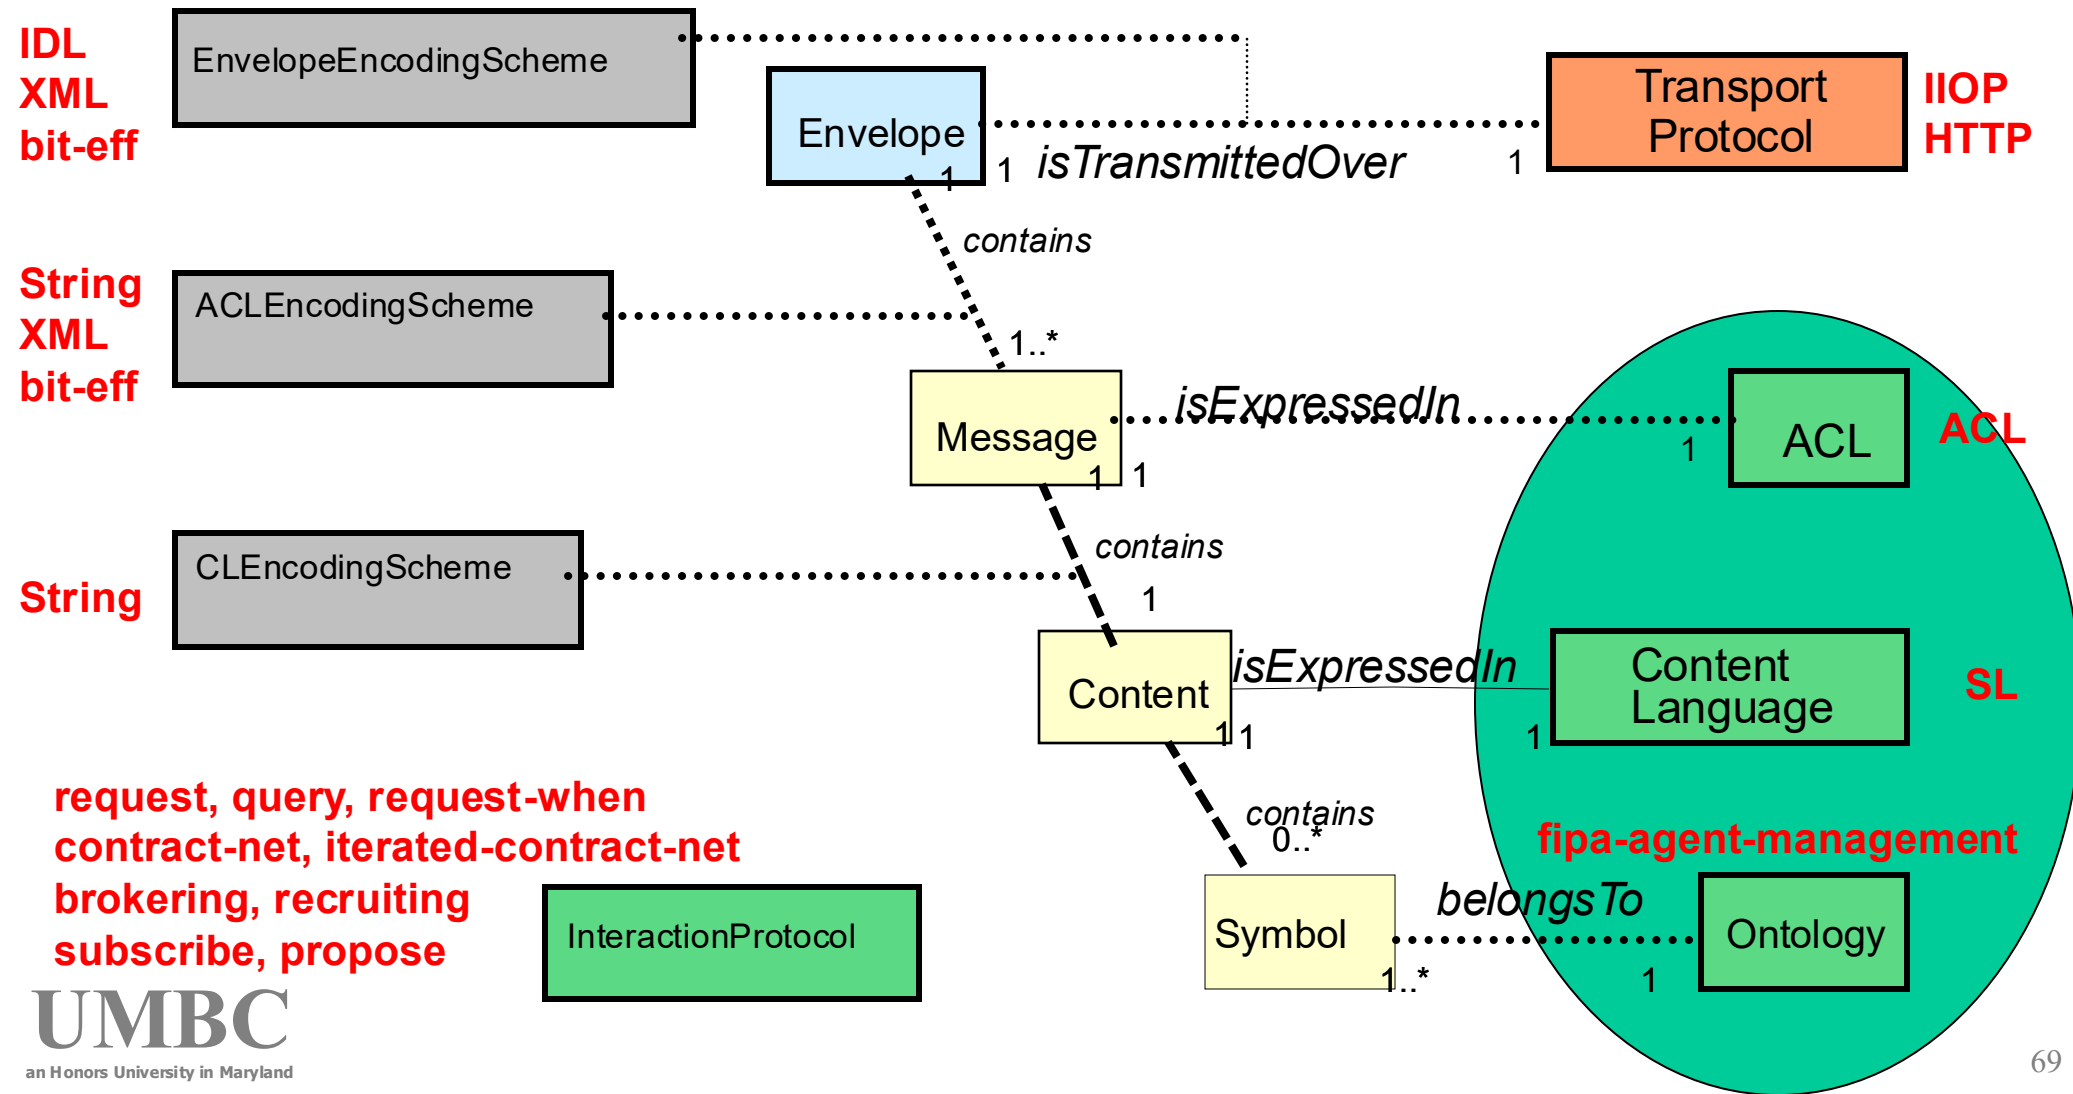 IDL
XML
bit-eff
EnvelopeEncodingScheme
Envelope
1
1
isTransmittedOver
1
Transport
Protocol
IIOP
HTTP
contains
String
XML
bit-eff
ACLEncodingScheme
1..*
Message
1
1
isExpressedIn
1
ACL
ACL
contains
String
CLEncodingScheme
1
Content
1
1
isExpressedIn
1
Content
Language
SL
contains
0..*
request, query, request-when
contract-net, iterated-contract-net
brokering, recruiting
subscribe, propose
InteractionProtocol
fipa-agent-management
Symbol
belongsTo
1..*
1
Ontology
UMBC
an Honors University in Maryland
69